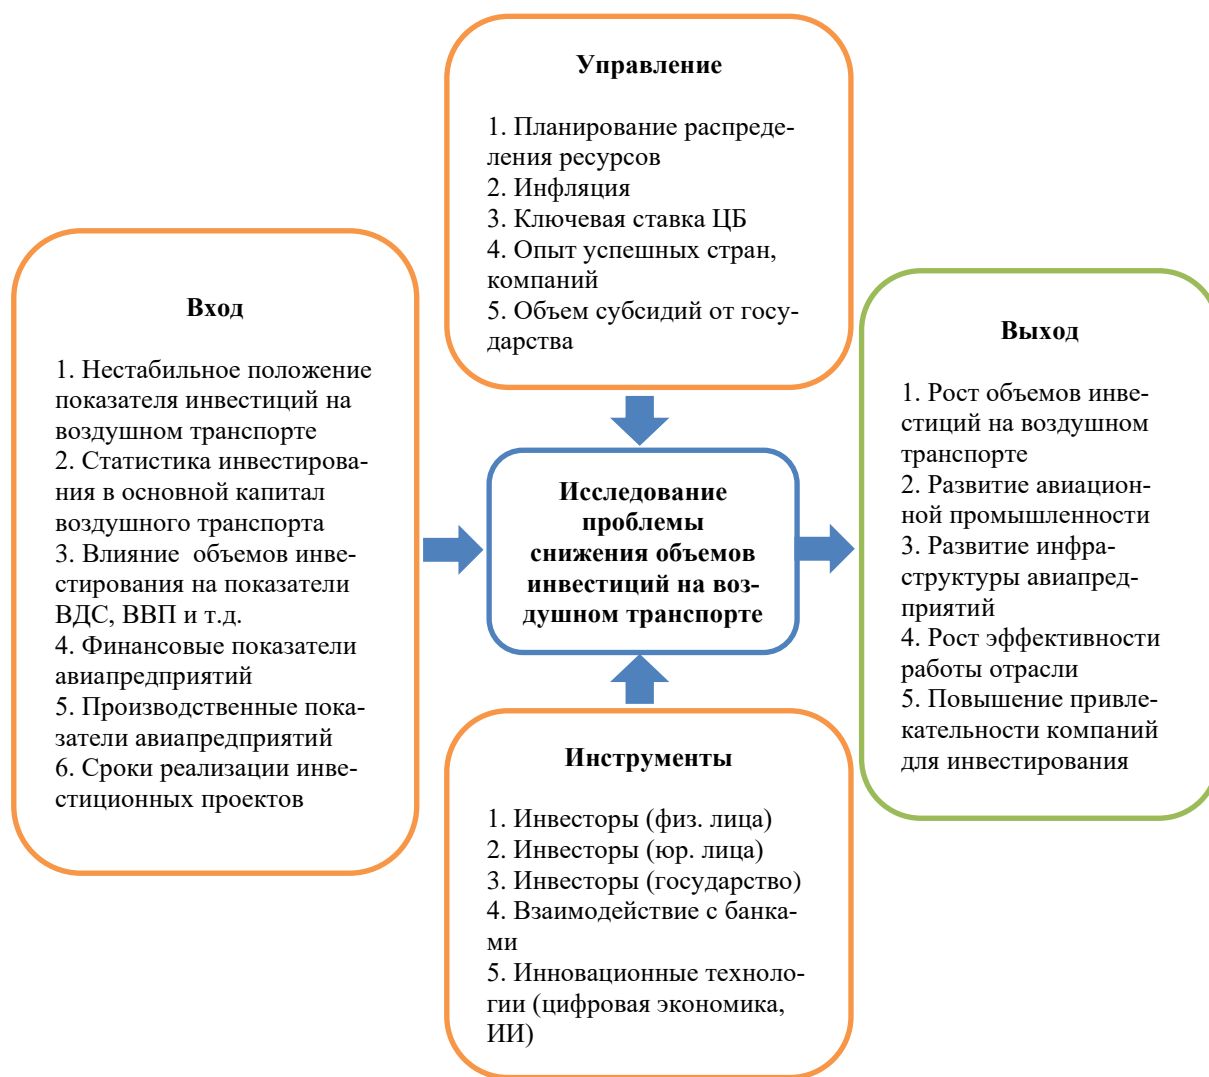 Управление
1. Планирование распреде-
ления ресурсов
2. Инфляция
3. Ключевая ставка ЦБ
4. Опыт успешных стран,
компаний
5. Объем субсидий от госу-
дарства
Вход
1. Нестабильное положение
показателя инвестиций на
воздушном транспорте
2. Статистика инвестирова-
ния в основной капитал
воздушного транспорта
3. Влияние  объемов инве-
стирования на показатели
ВДС, ВВП и т.д.
4. Финансовые показатели
авиапредприятий
5. Производственные пока-
затели авиапредприятий
6. Сроки реализации инве-
стиционных проектов
Исследование
проблемы
снижения объемов
инвестиций на воз-
душном транспорте
Выход
1. Рост объемов инве-
стиций на воздушном
транспорте
2. Развитие авиацион-
ной промышленности
3. Развитие инфра-
структуры авиапред-
приятий
4. Рост эффективности
работы отрасли
5. Повышение привле-
кательности компаний
для инвестирования
Инструменты
1. Инвесторы (физ. лица)
2. Инвесторы (юр. лица)
3. Инвесторы (государство)
4. Взаимодействие с банка-
ми
5. Инновационные техноло-
гии (цифровая экономика,
ИИ)